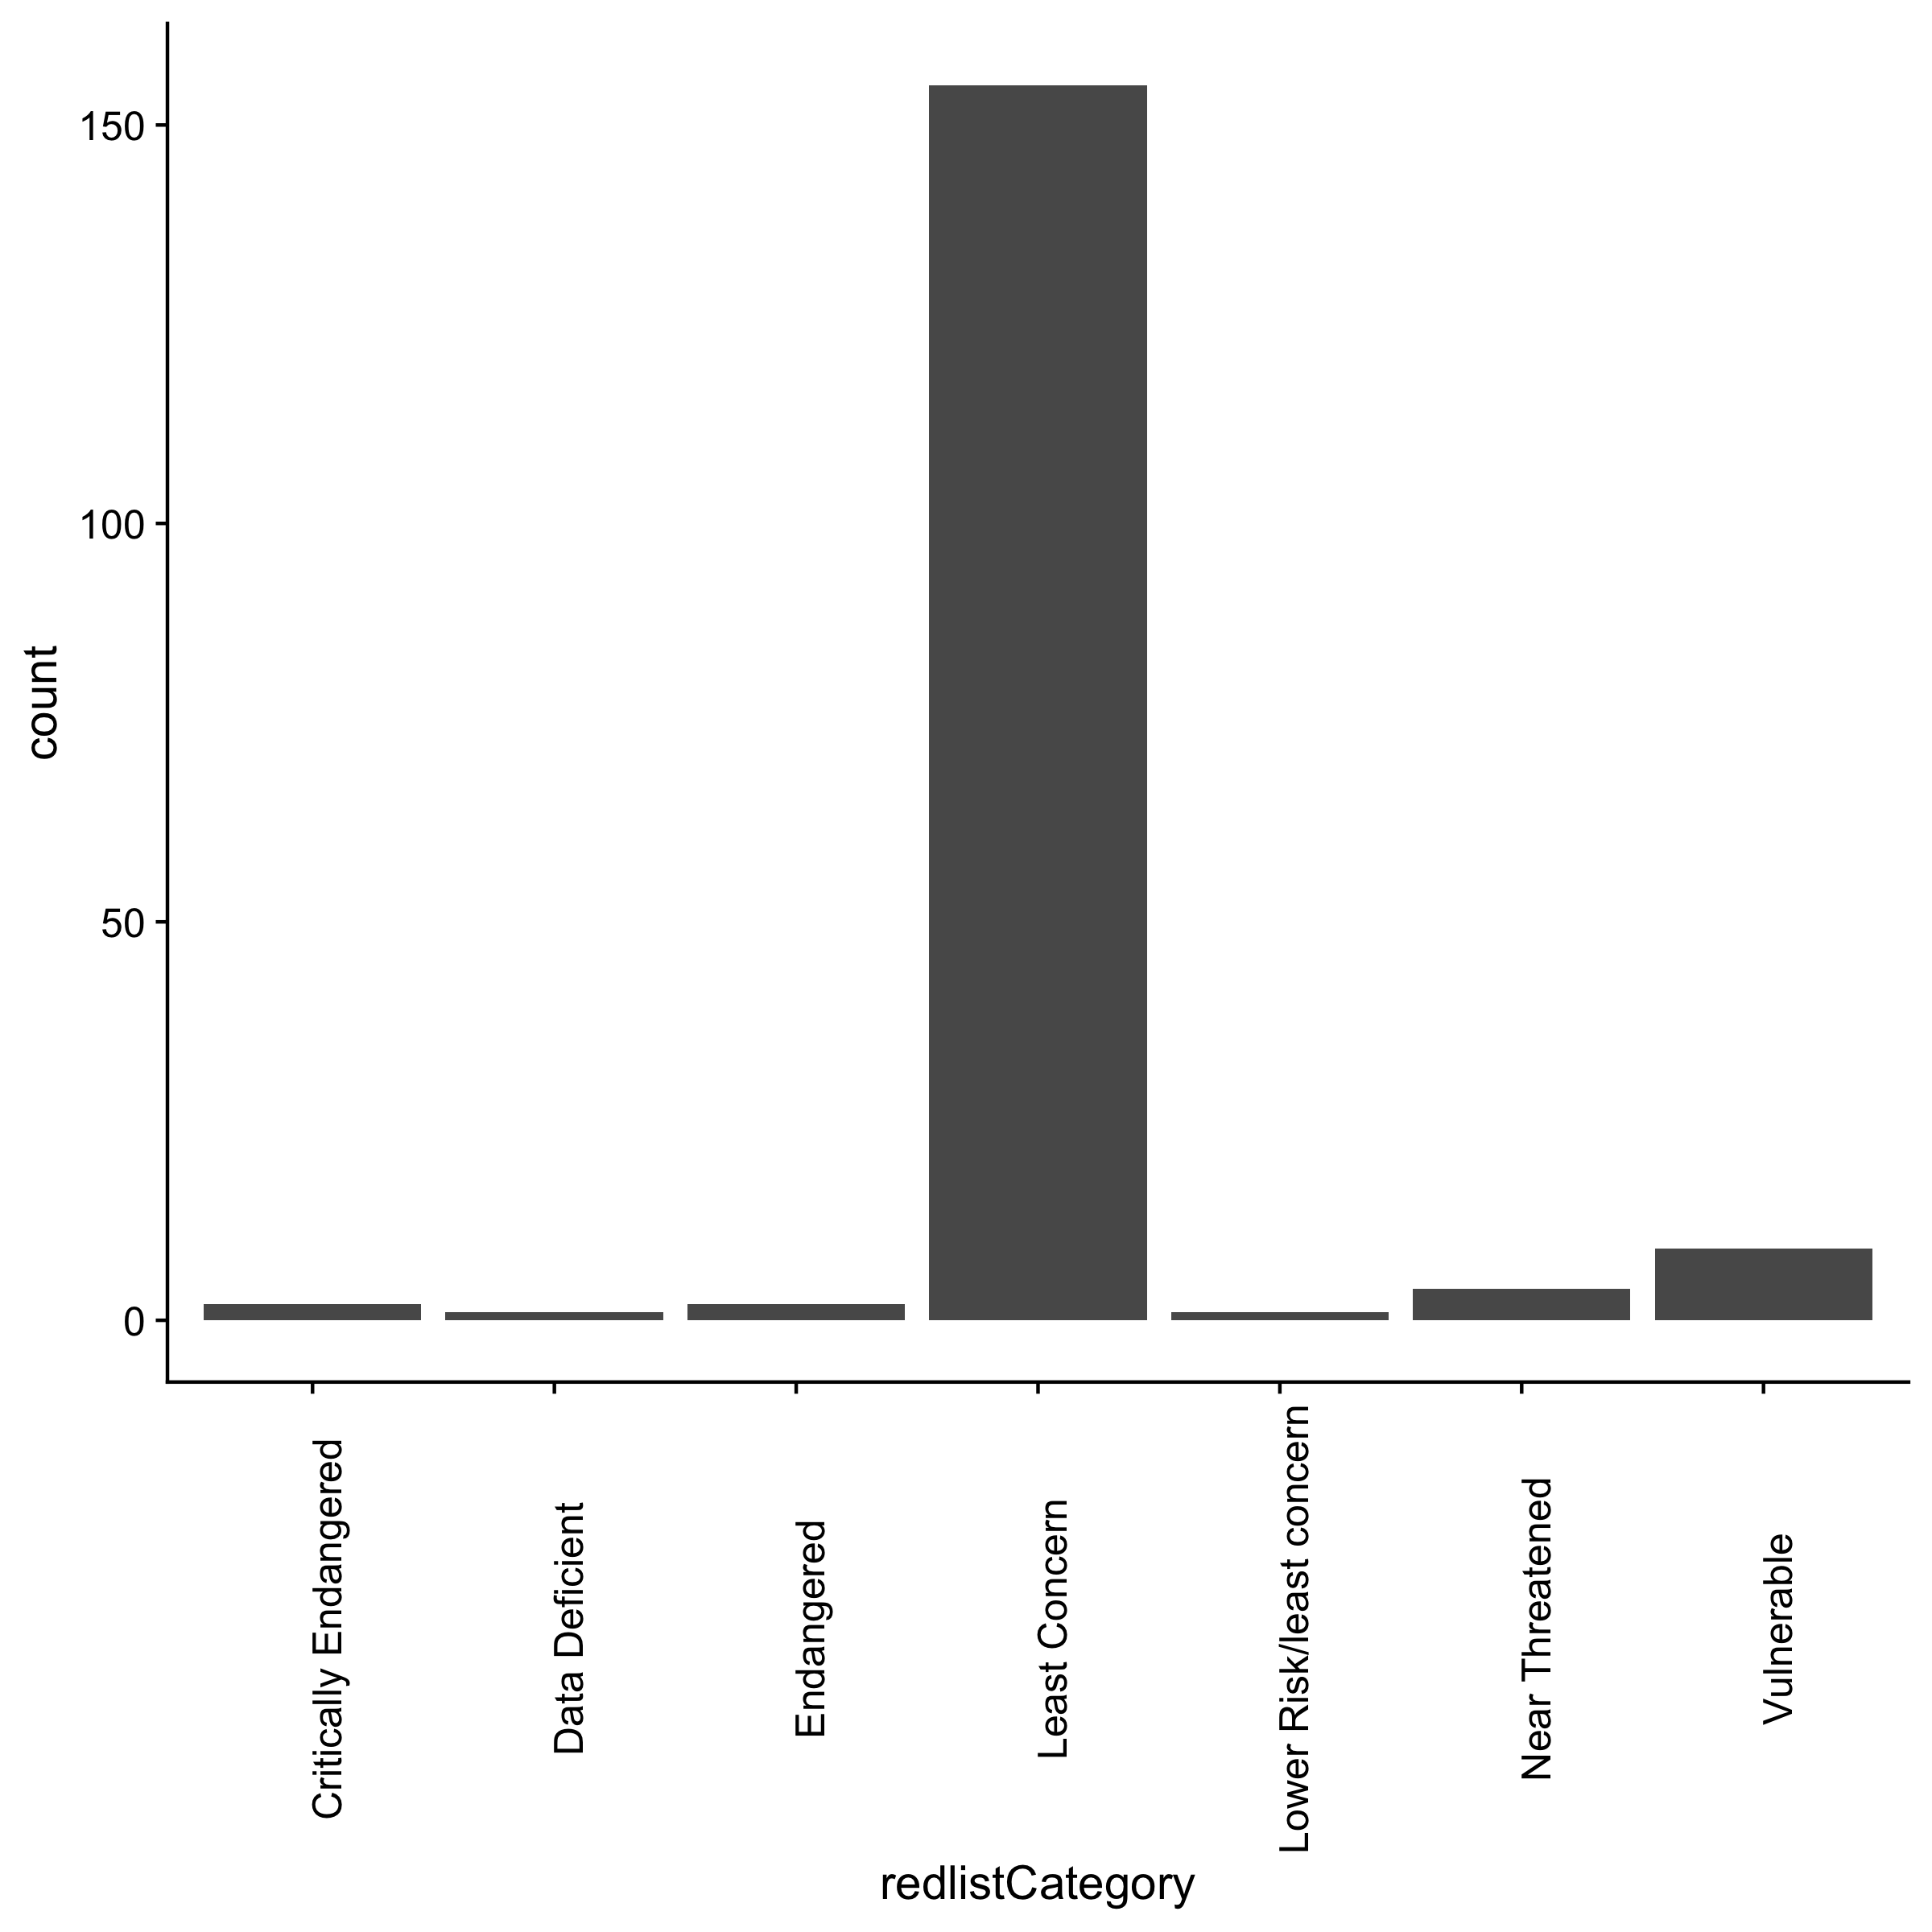 150
100
50
0
count
Critically Endangered
Data Deficient
Endangered
Least Concern
Lower Risk/least concern
Near Threatened
Vulnerable
redlistCategory